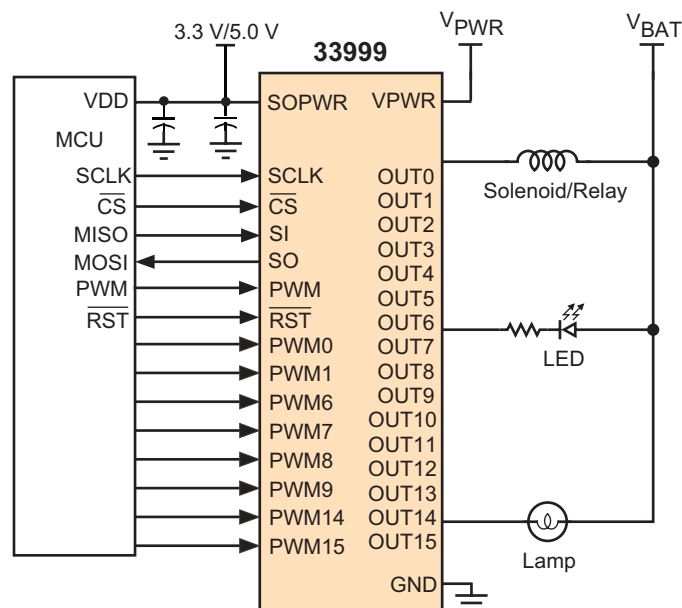 3.3 V/5.0 V
33999
VPWR
VBAT
VDD
MCU
SCLK
CS
MISO
MOSI
PWM
RST
SOPWR
SCLK
CS
SI
SO
PWM
RST
PWM0
PWM1
PWM6
PWM7
PWM8
PWM9
PWM14
PWM15
VPWR
OUT0
OUT1
OUT2
OUT3
OUT4
OUT5
OUT6
OUT7
OUT8
OUT9
OUT10
OUT11
OUT12
OUT13
OUT14
OUT15
GND
Solenoid/Relay
LED
Lamp